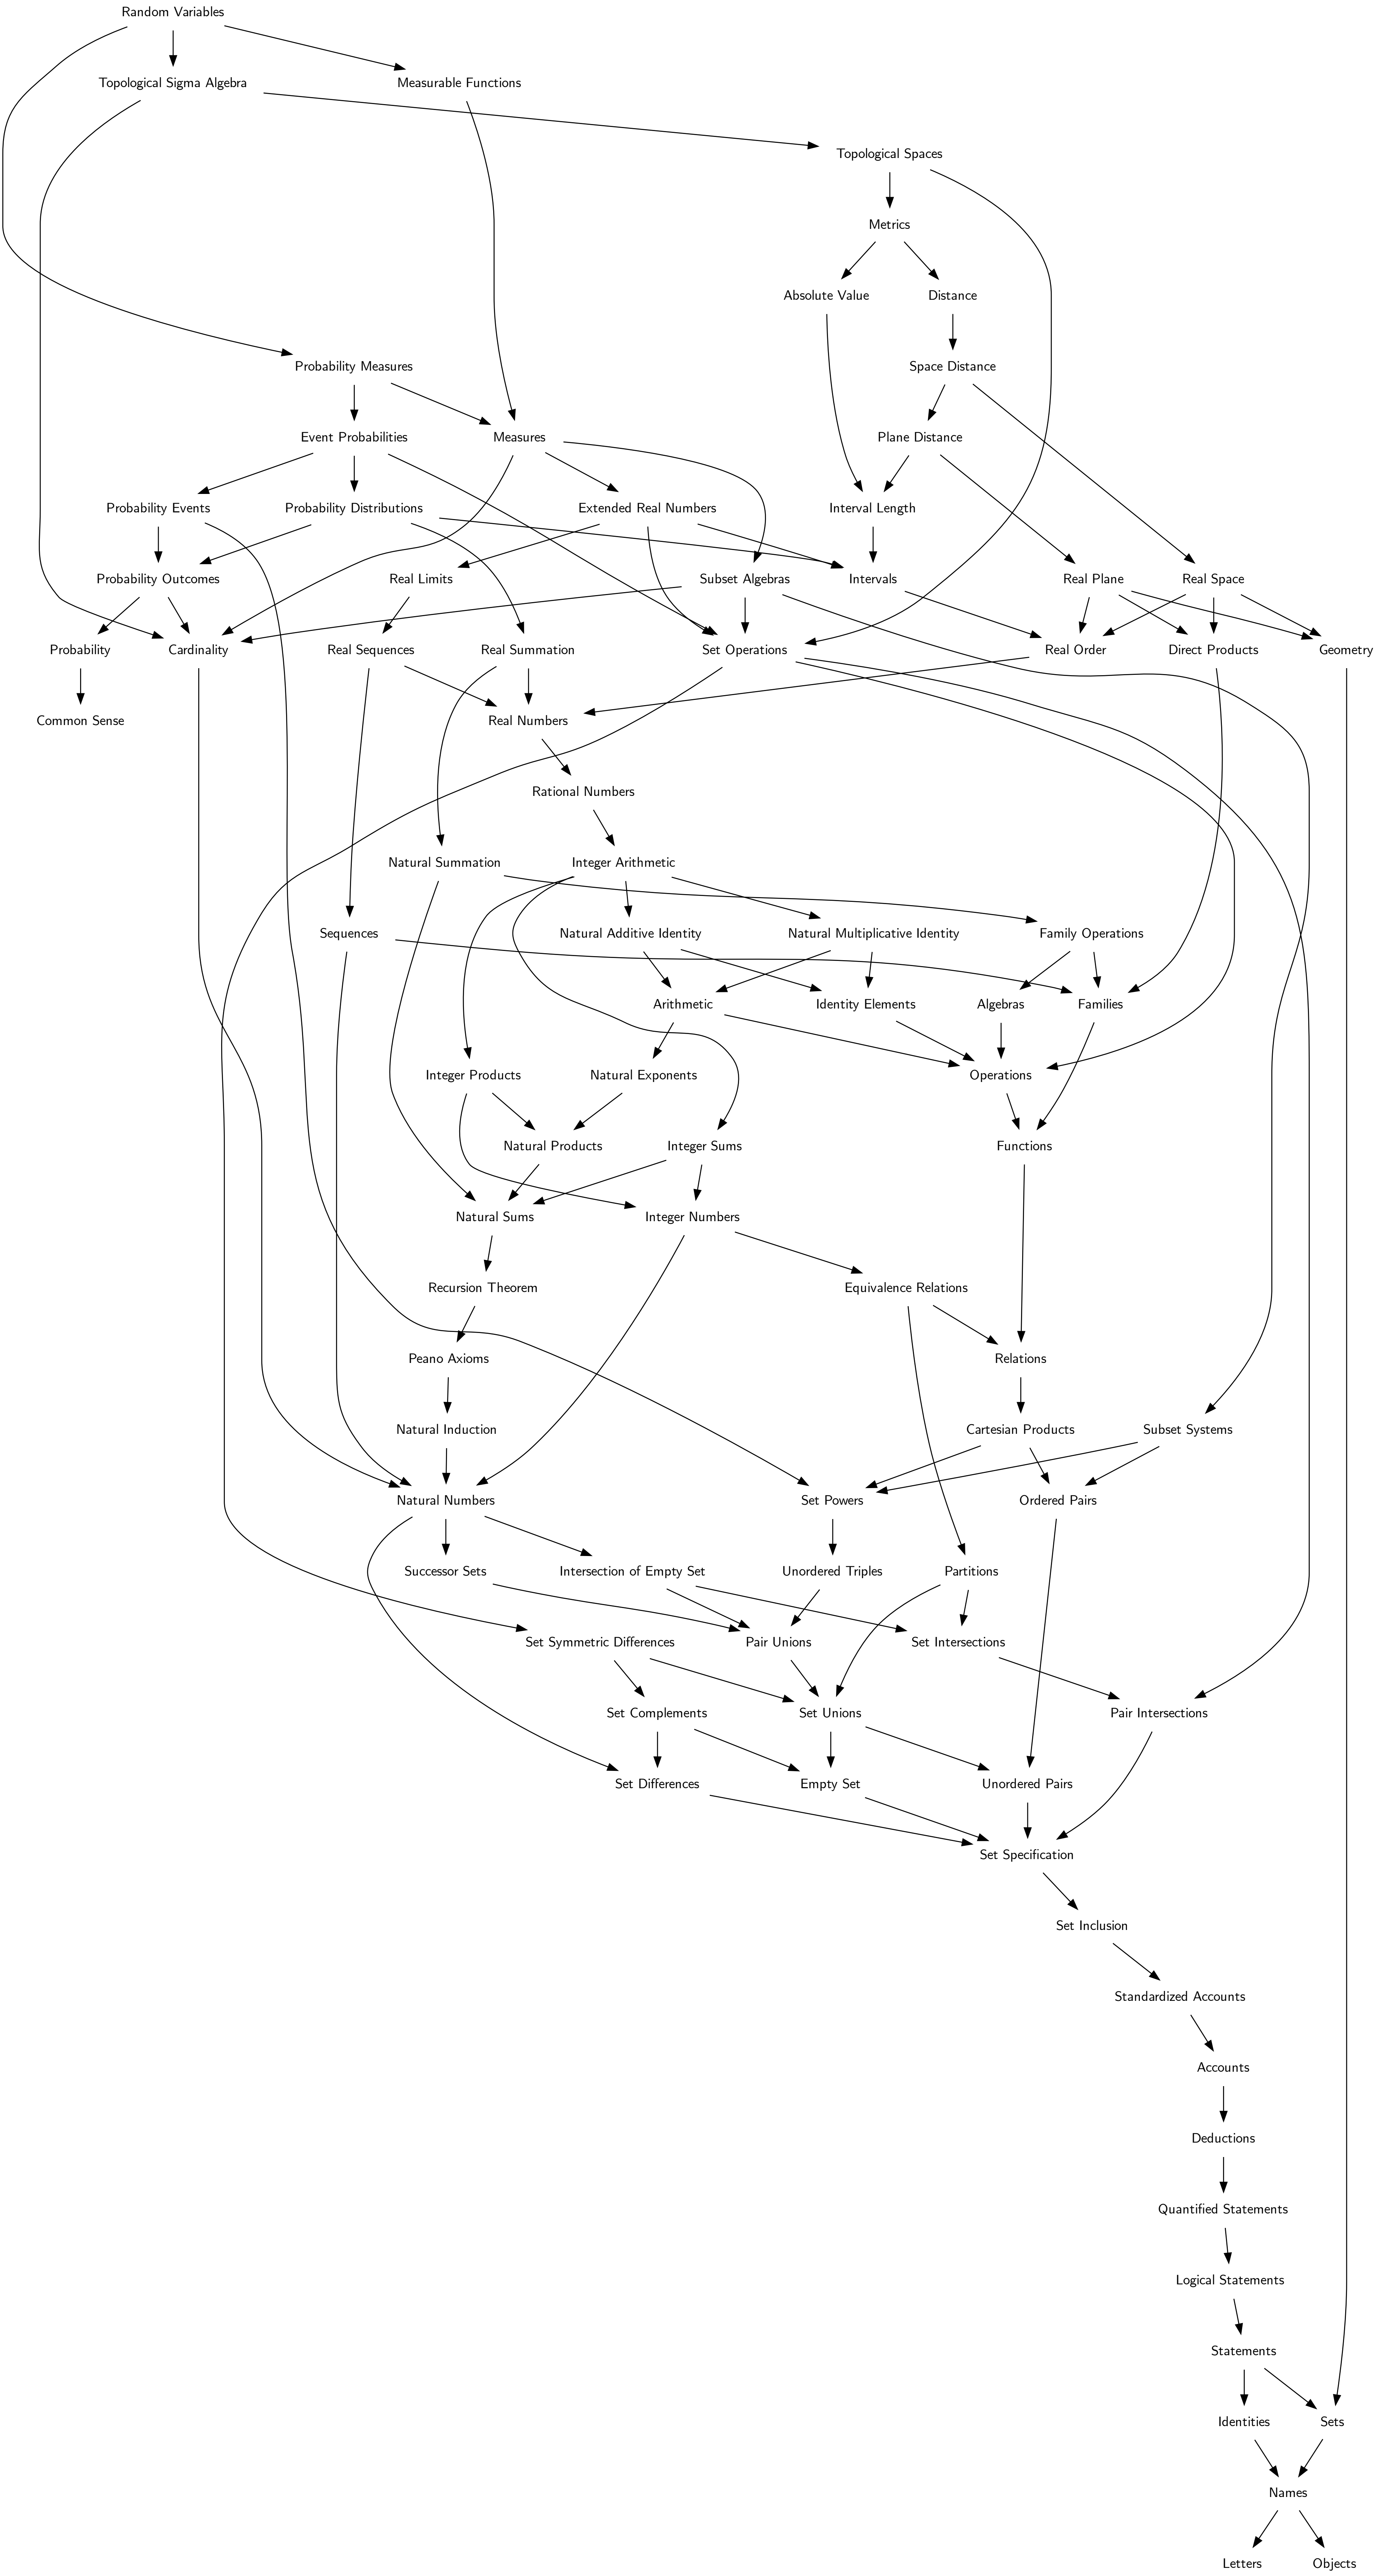 Random Variables
Topological Sigma Algebra
Measurable Functions
Topological Spaces
Metrics
Absolute Value
Distance
Probability Measures
Space Distance
Event Probabilities
Measures
Plane Distance
Probability Events
Probability Distributions
Extended Real Numbers
Interval Length
Probability Outcomes
Real Limits
Subset Algebras
Intervals
Real Plane
Real Space
Probability
Cardinality
Real Sequences
Real Summation
Set Operations
Real Order
Direct Products
Geometry
Common Sense
Real Numbers
Rational Numbers
Natural Summation
Integer Arithmetic
Sequences
Natural Additive Identity
Natural Multiplicative Identity
Family Operations
Arithmetic
Identity Elements
Algebras
Families
Integer Products
Natural Exponents
Operations
Natural Products
Integer Sums
Functions
Natural Sums
Integer Numbers
Recursion Theorem
Equivalence Relations
Peano Axioms
Relations
Natural Induction
Cartesian Products
Subset Systems
Natural Numbers
Set Powers
Ordered Pairs
Successor Sets
Intersection of Empty Set
Unordered Triples
Partitions
Set Symmetric Differences
Pair Unions
Set Intersections
Set Complements
Set Unions
Pair Intersections
Set Differences
Empty Set
Unordered Pairs
Set Specification
Set Inclusion
Standardized Accounts
Accounts
Deductions
Quantified Statements
Logical Statements
Statements
Identities
Sets
Names
Letters
Objects